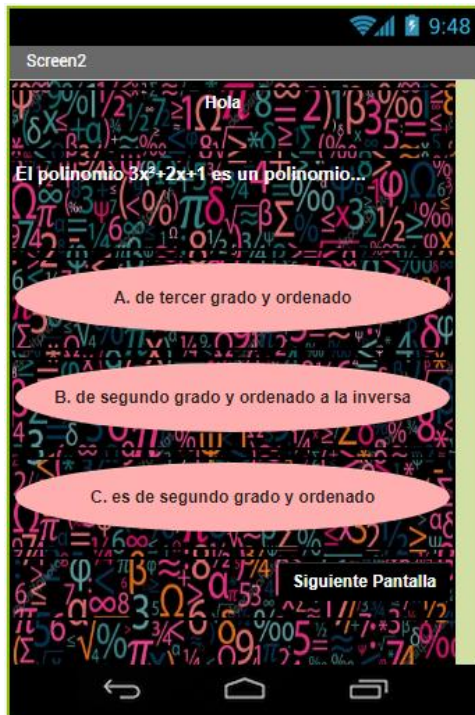 9:48
Screen2
Hola
El polinomio 3x²+2x+1 es un polinomio...
A. de tercer grado y ordenado
B. de segundo grado y ordenado a la inversa
C. es de segundo grado y ordenado
Siguiente Pantalla